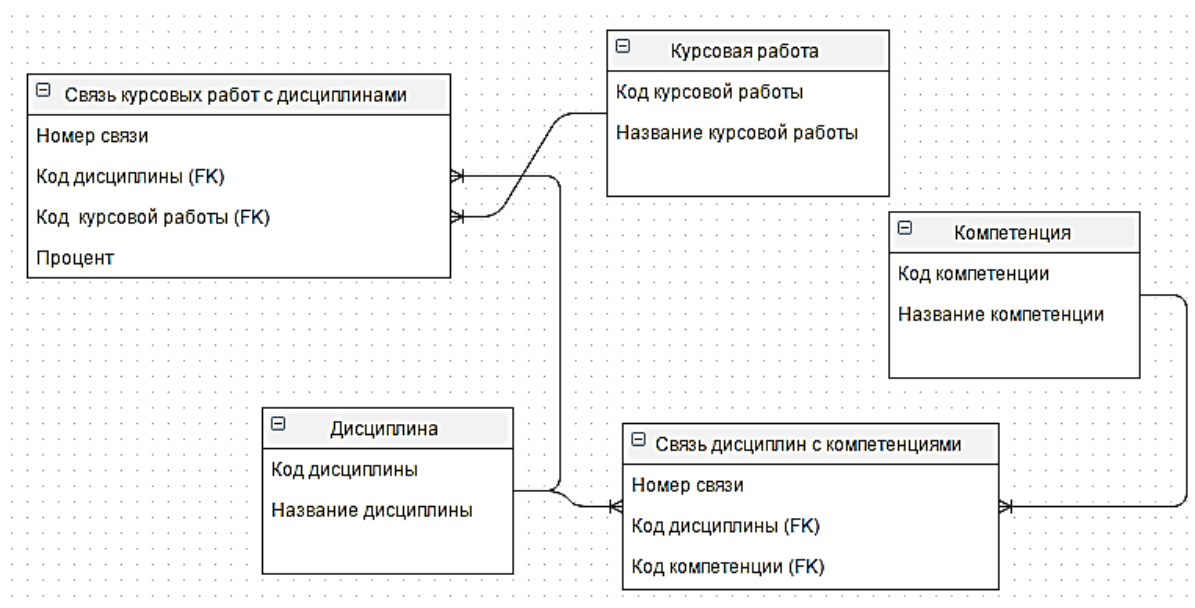 Связь курсовых работ с дисциплинами
Номер связи
Код дисциплины (FK)
Код курсовой работы (FK)
Процент
Курсовая работа
Код курсовой работы
Название курсовой работы
Компетенция
Код компетенции
Название компетенции
Дисциплина
Код дисциплины
Название дисциплины
Связь дисциплин с компетенциями
Номер связи
Код дисциплины (FK)
Код компетенции (FK)